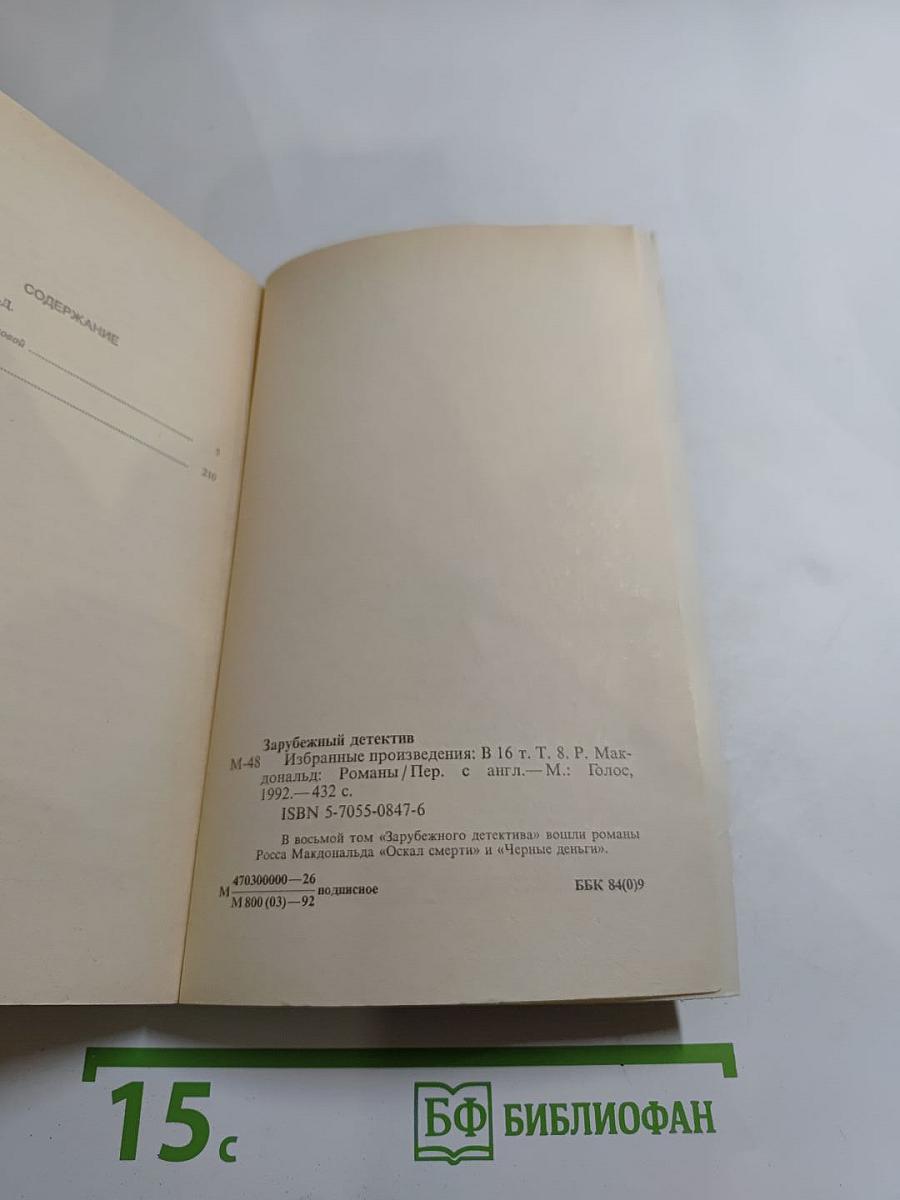 СОДЕРЖАНИЕ
5
210
Зарубежный детектив
М-48 Избранные произведения: В 16 т. Т. 8. Р. Мак-
дональд: Романы/Пер. с англ.— М.: Голос,
1992.— 432 с.
ISBN 5-7055-0847-6
В восьмой том «Зарубежного детектива» вошли романы
Росса Макдональда «Оскал смерти» и «Черные деньги».
М 470300000—26 подписное
М 800 (03)—92
ББК 84(0)9
15 с
БФ БИБЛИОФАН